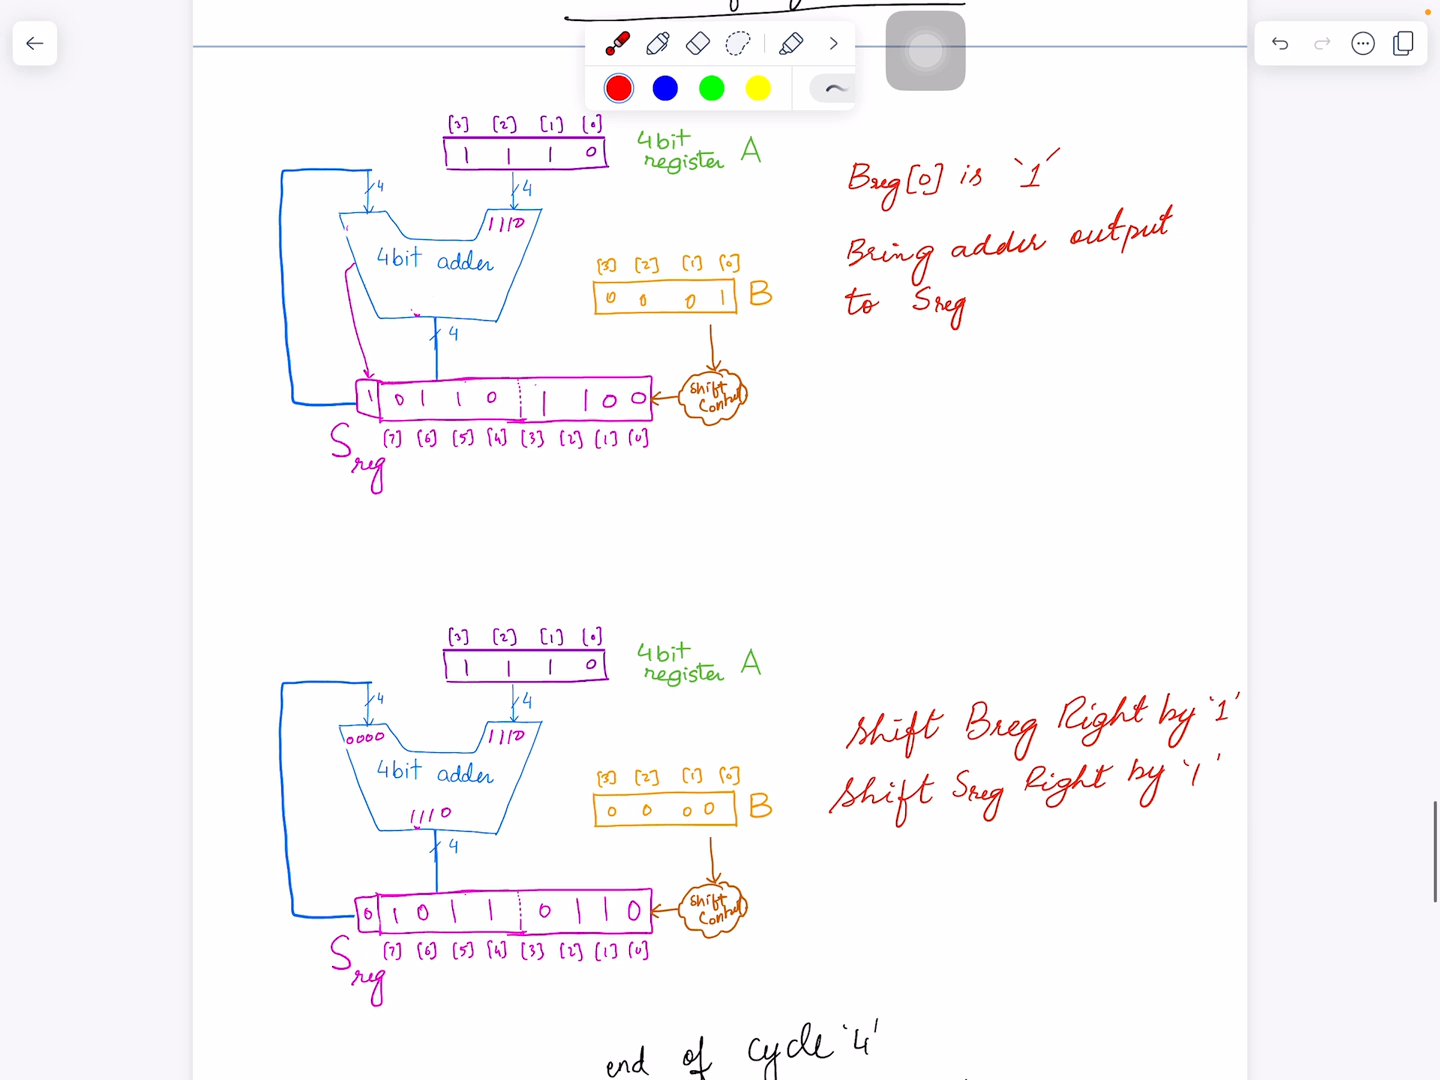 [3] [2] [1] [0]
1 1 1 0
4bit
register A
4
4
1110
4bit adder
4
[3] [2] [1] [0]
0 0 0 1 B
Shift
Control
1 0 1 1 0 1 1 0 0
[7] [6] [5] [4] [3] [2] [1] [0]
Sreg
Breg[0] is '1'
Bring adder output
to Sreg
[3] [2] [1] [0]
1 1 1 0
4bit
register A
4
4
0000
1110
4bit adder
1110
4
[3] [2] [1] [0]
0 0 0 0 B
Shift
Control
0 1 0 1 1 0 1 1 0
[7] [6] [5] [4] [3] [2] [1] [0]
Sreg
Shift Breg Right by '1'
Shift Sreg Right by '1'
end of cycle '4'